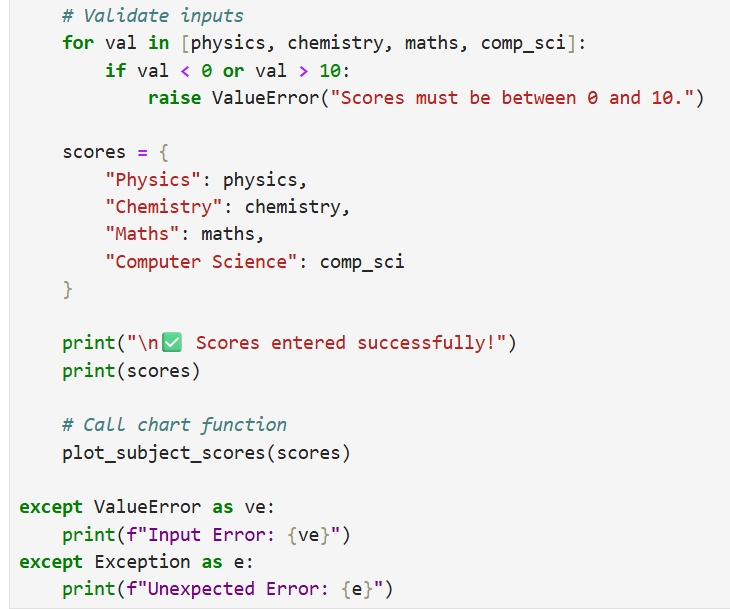 # Validate inputs
for val in [physics, chemistry, maths, comp_sci]:
if val < 0 or val > 10:
raise ValueError("Scores must be between 0 and 10.")
scores = {
"Physics": physics,
"Chemistry": chemistry,
"Maths": maths,
"Computer Science": comp_sci
}
print("\n✅ Scores entered successfully!")
print(scores)
# Call chart function
plot_subject_scores(scores)
except ValueError as ve:
print(f"Input Error: {ve}")
except Exception as e:
print(f"Unexpected Error: {e}")